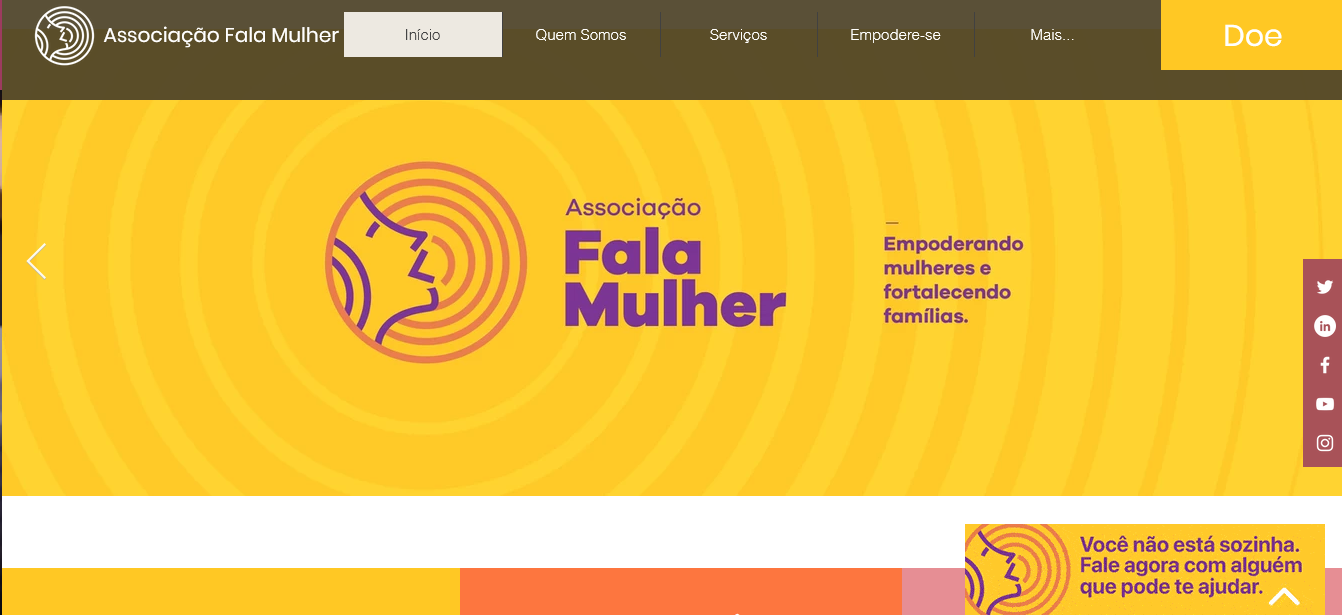 Associação Fala Mulher
Início
Quem Somos
Serviços
Empodere-se
Mais...
Doe
Associação
Fala
Mulher
Empoderando
mulheres e
fortalecendo
famílias.
in
Você não está sozinha.
Fale agora com alguém
que pode te ajudar.